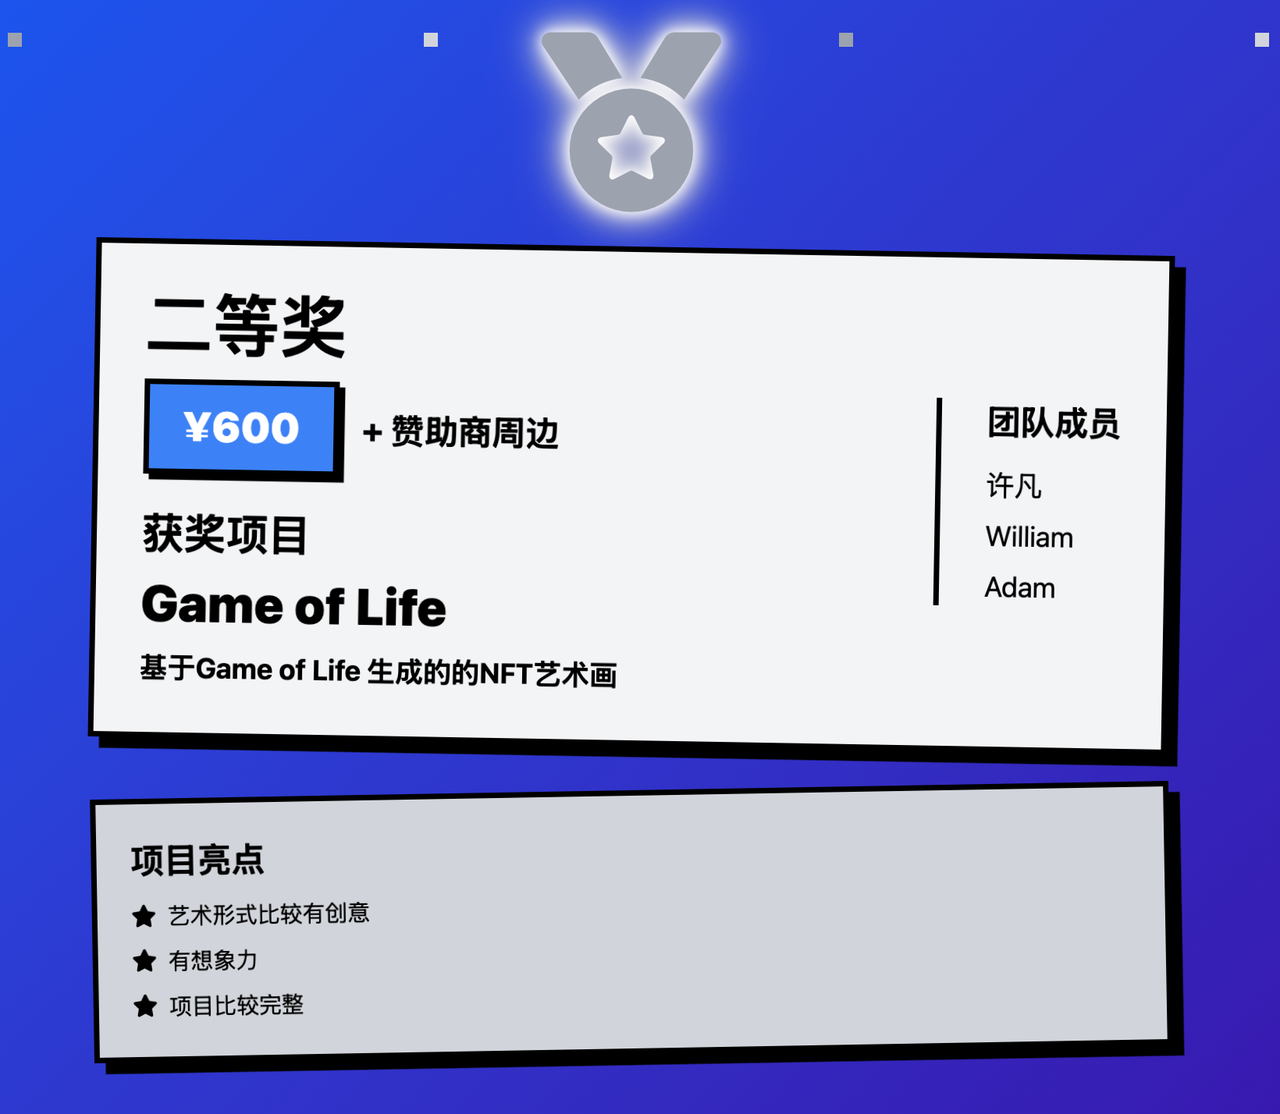 二等奖
¥600
+ 赞助商周边
获奖项目
Game of Life
基于Game of Life 生成的的NFT艺术画
团队成员
许凡
William
Adam
项目亮点
艺术形式比较有创意
有想象力
项目比较完整